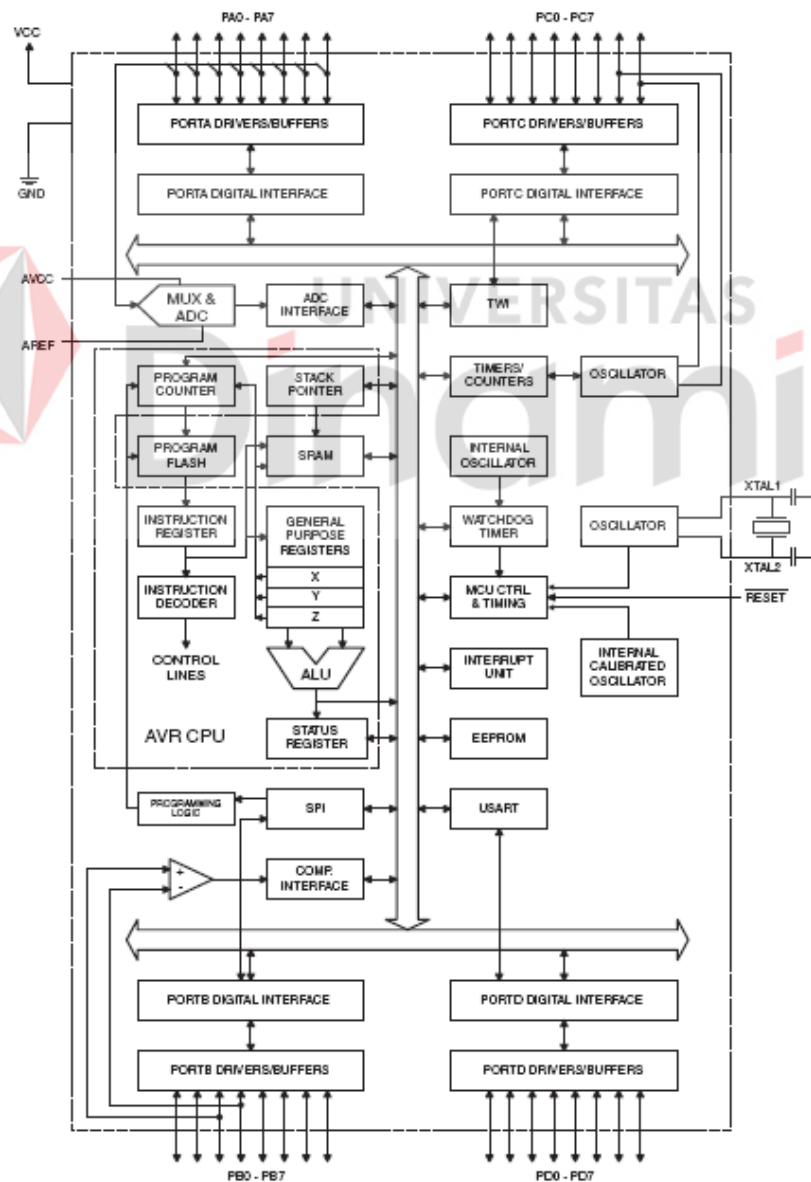 PA0 - PA7
PC0 - PC7
VCC
GND
PORTA DRIVERS/BUFFERS
PORTC DRIVERS/BUFFERS
PORTA DIGITAL INTERFACE
PORTC DIGITAL INTERFACE
UNIVERSITAS
Dinami
AVCC
AREF
MUX &
ADC
ADC
INTERFACE
TWI
PROGRAM
COUNTER
STACK
POINTER
TIMERS/
COUNTERS
OSCILLATOR
PROGRAM
FLASH
SRAM
INTERNAL
OSCILLATOR
XTAL1
INSTRUCTION
REGISTER
GENERAL
PURPOSE
REGISTERS
WATCHDOG
TIMER
OSCILLATOR
XTAL2
X
Y
Z
INSTRUCTION
DECODER
MCU CTRL
& TIMING
RESET
CONTROL
LINES
ALU
INTERRUPT
UNIT
INTERNAL
CALIBRATED
OSCILLATOR
AVR CPU
STATUS
REGISTER
EEPROM
PROGRAMMING
LOGIC
SPI
USART
+
-
COMP.
INTERFACE
PORTB DIGITAL INTERFACE
PORTD DIGITAL INTERFACE
PORTB DRIVERS/BUFFERS
PORTD DRIVERS/BUFFERS
PB0 - PB7
PD0 - PD7